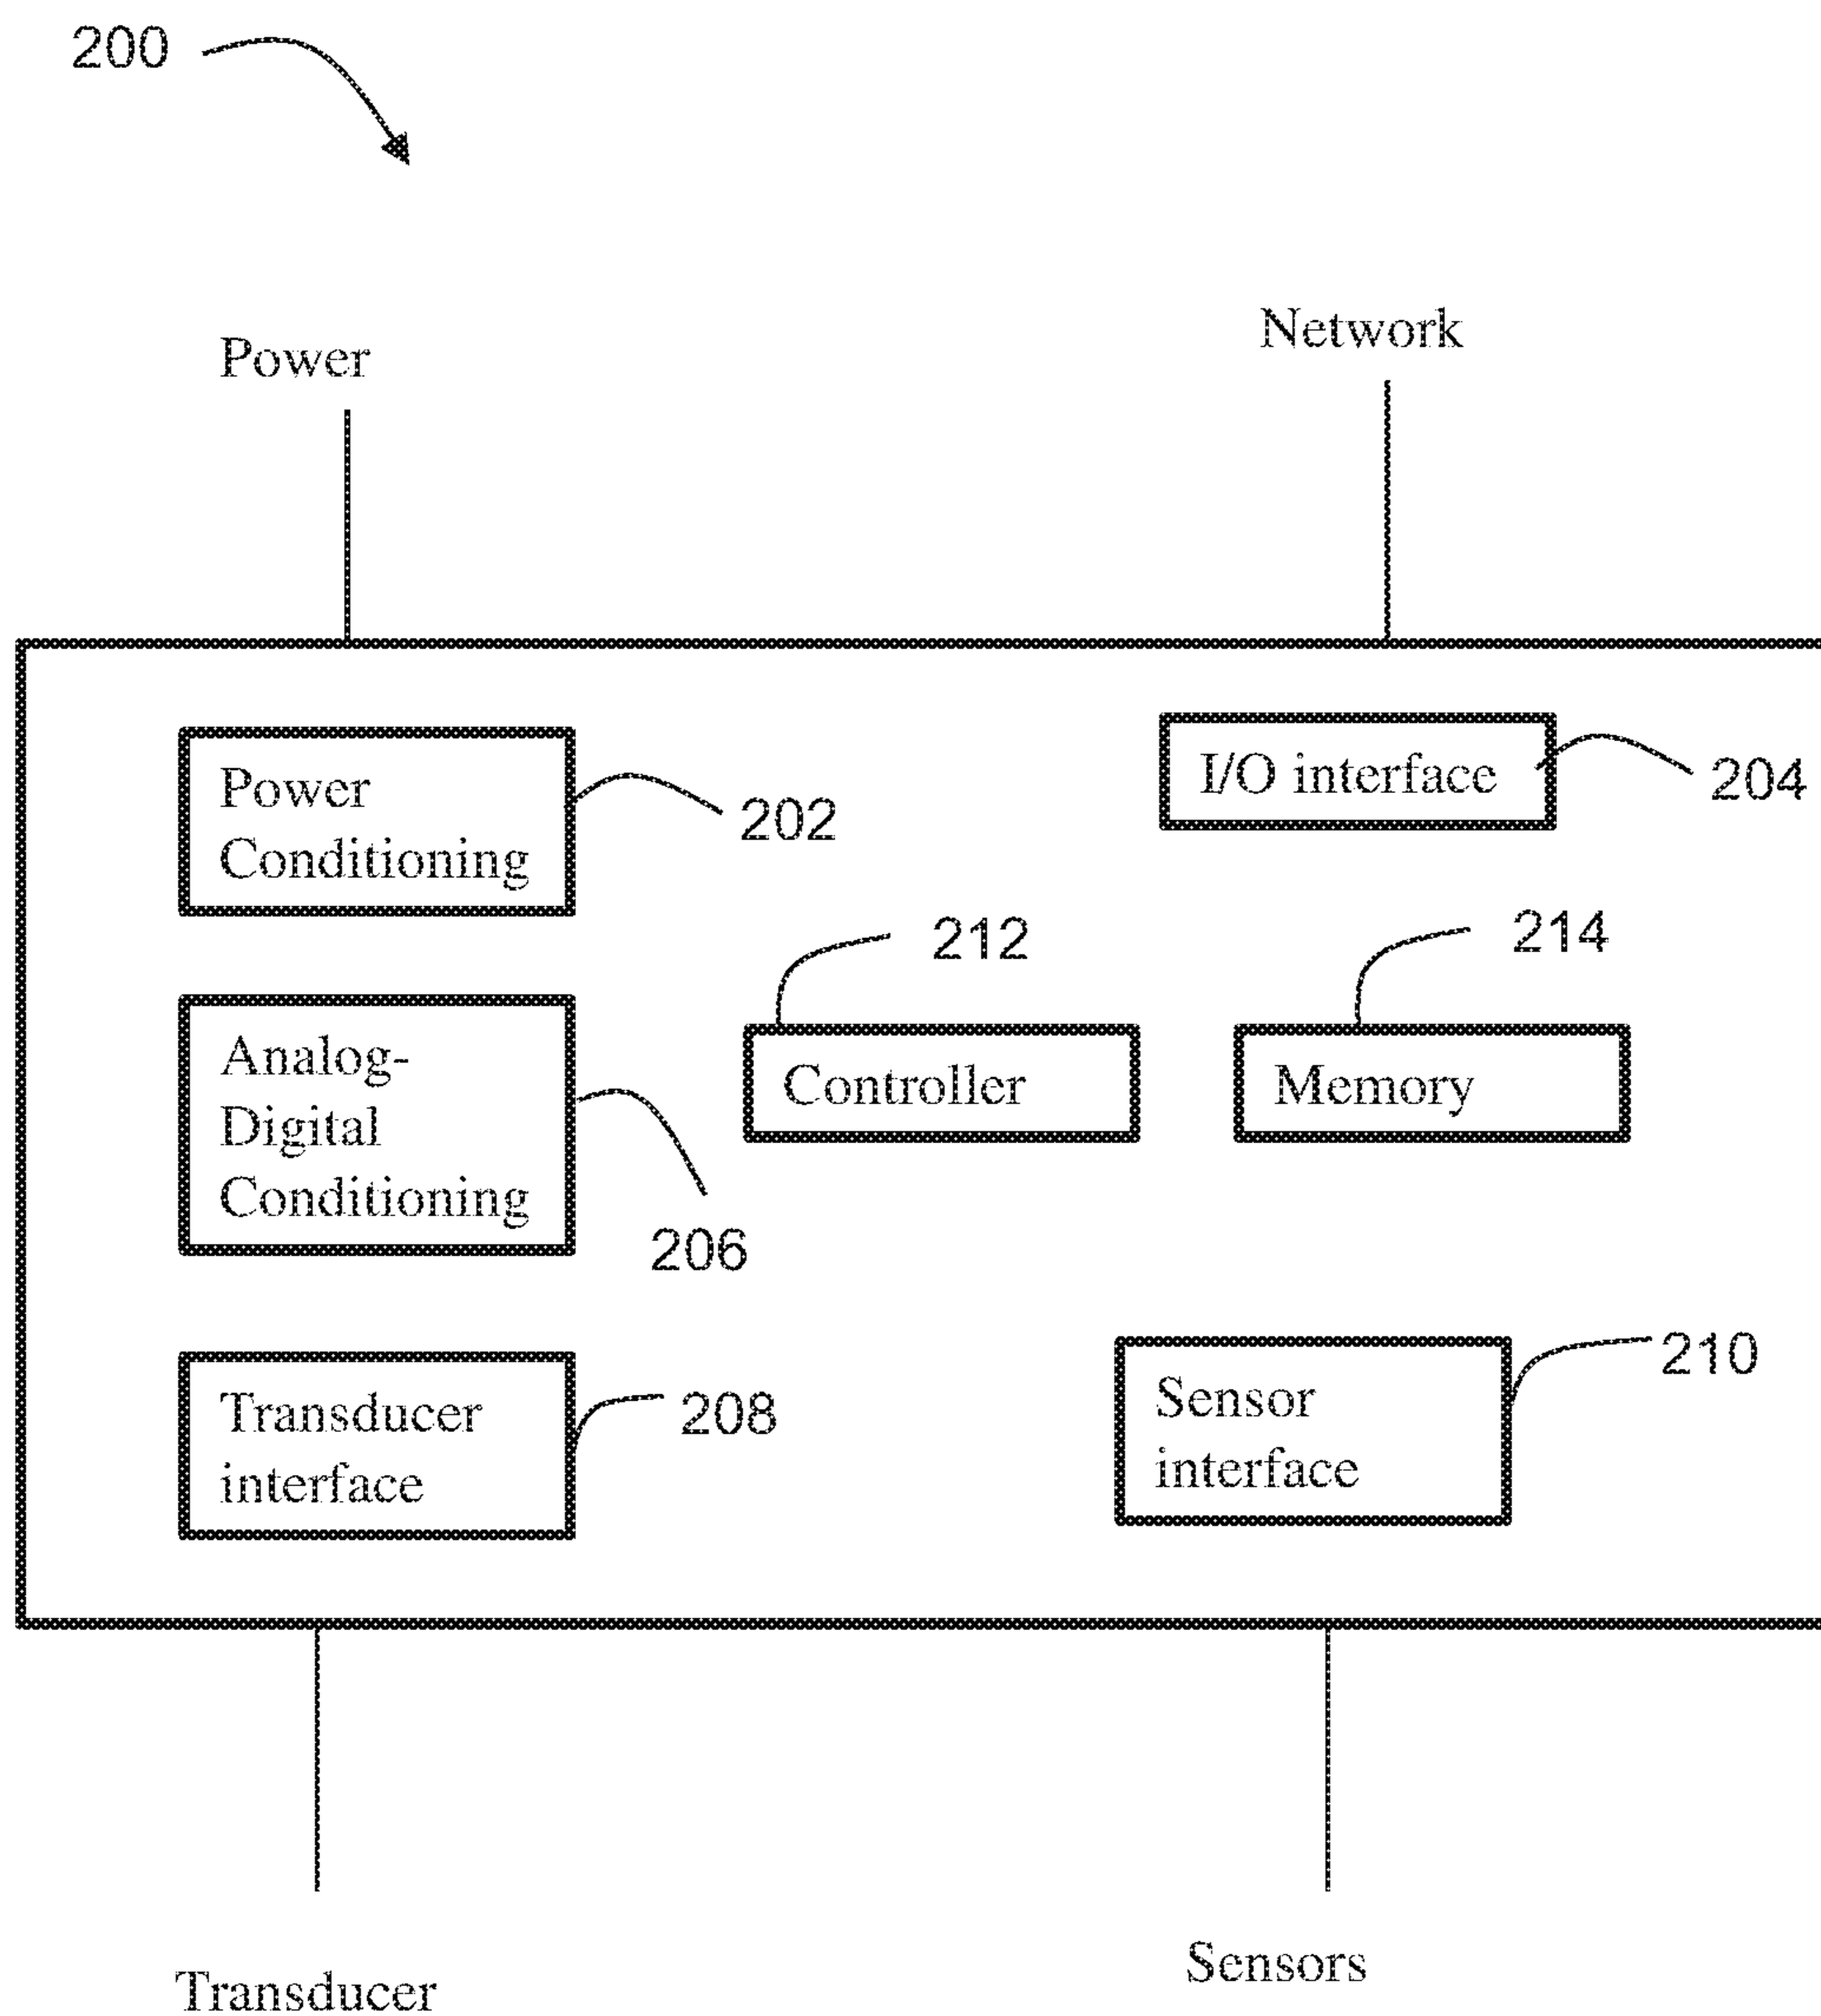 200
Power
Network
Power
Conditioning
202
I/O interface
204
212
214
Analog-
Digital
Conditioning
206
Controller
Memory
Transducer
interface
208
Sensor
interface
210
Transducer
Sensors